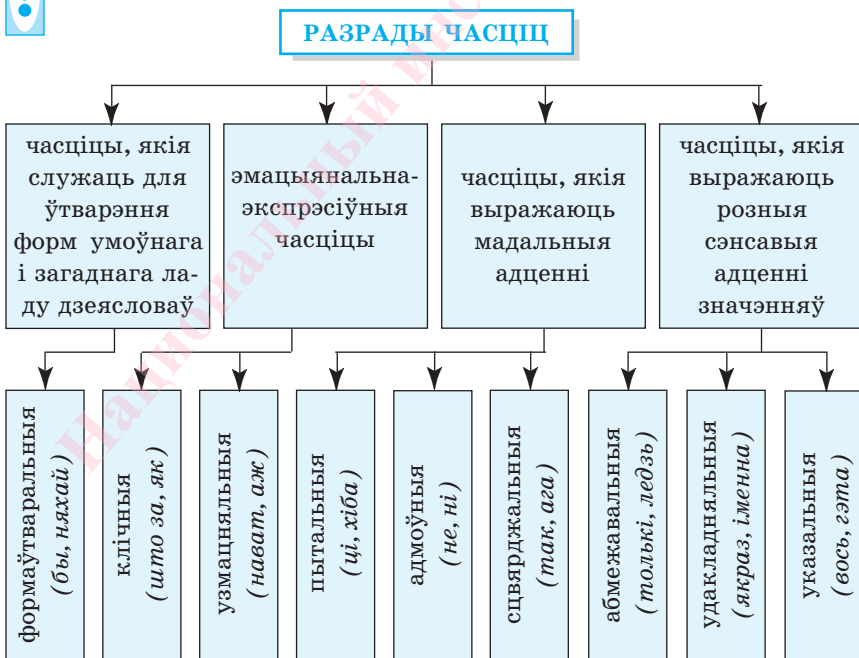 РАЗРАДЫ ЧАСЦІЦ
часціцы, якія
служаць для
ўтварэння
форм умоўнага
і загаднага ла-
ду дзеясловаў
эмацыянальна-
экспрэсіўныя
часціцы
часціцы, якія
выражаюць
мадальныя
адценні
часціцы, якія
выражаюць
розныя
сэнсавыя
адценні
значэнняў
формаўтваральныя
(бы, няхай)
клічныя
(што за, як)
узмацняльныя
(нават, аж)
пытальныя
(ці, хіба)
адмоўныя
(не, ні)
сцвярджальныя
(так, ага)
абмежавальныя
(толькі, ледзь)
удакладняльныя
(якраз, іменна)
указальныя
(вось, гэта)
Национальный инс